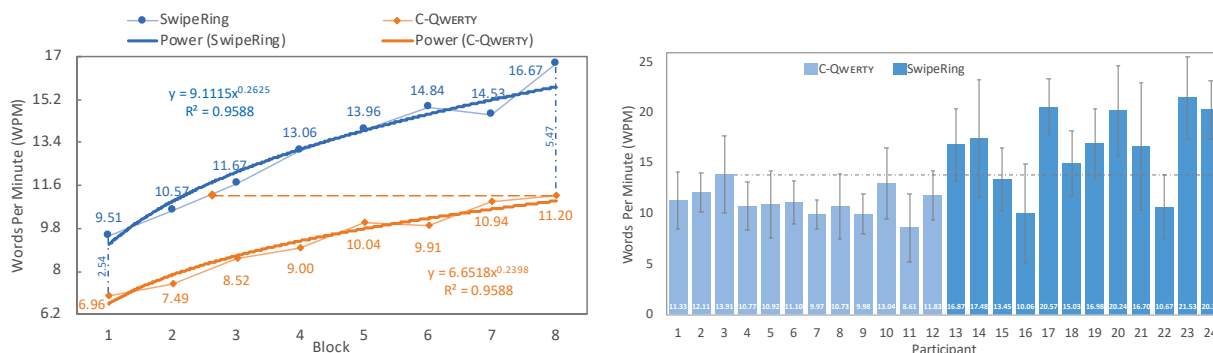 SwipeRing
C-QWERTY
Power (SwipeRing)
Power (C-QWERTY)
17
15.2
13.4
11.6
9.8
8
6.2
Words Per Minute (WPM)
y = 9.1115x^0.2625
R² = 0.9588
9.51
10.57
11.67
13.06
13.96
14.84
14.53
16.67
2.54
5.47
6.96
7.49
8.52
9.00
10.04
9.91
10.94
11.20
y = 6.6518x^0.2398
R² = 0.9588
1 2 3 4 5 6 7 8
Block
25
20
15
10
5
0
Words Per Minute (WPM)
C-QWERTY
SwipeRing
11.33 12.11 13.91 10.77 10.92 11.10 9.97 10.73 9.98 13.04 8.61 11.83 16.87 17.48 13.45 10.06 20.57 15.03 16.98 20.24 16.70 10.67 21.53
1 2 3 4 5 6 7 8 9 10 11 12 13 14 15 16 17 18 19 20 21 22 23 24
Participant